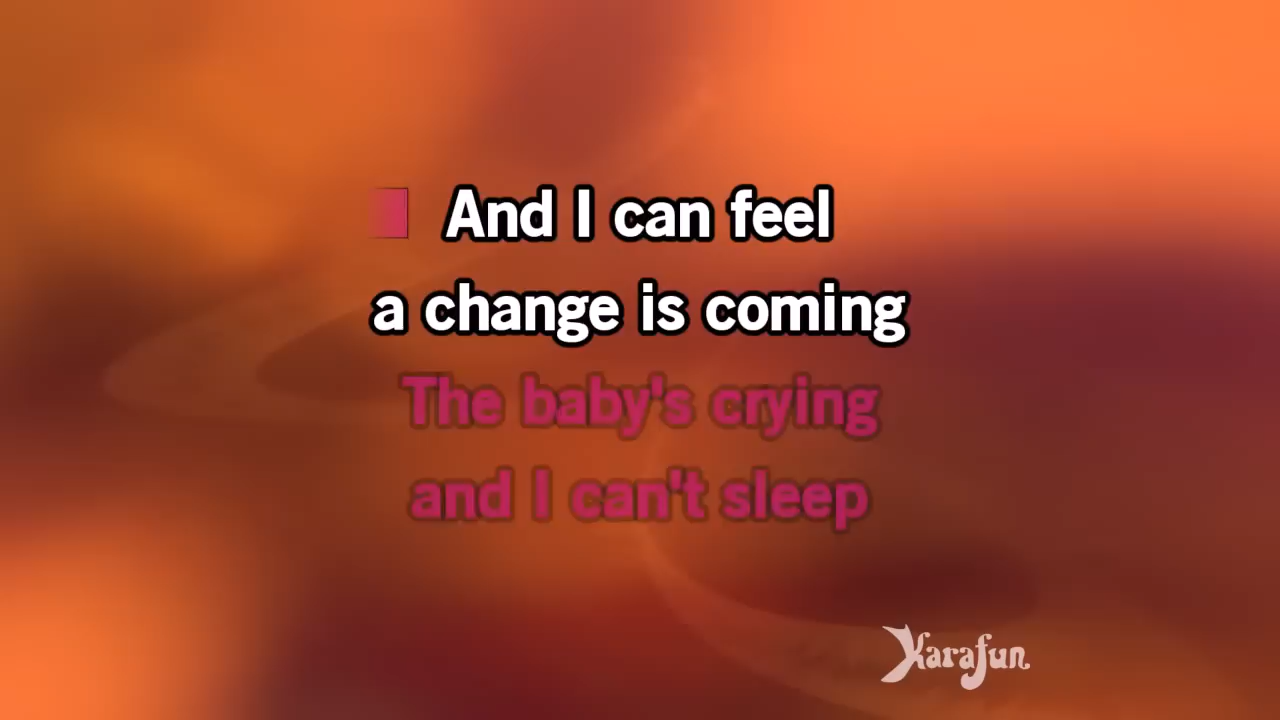 And I can feel
a change is coming
The baby's crying
and I can't sleep
Karafun